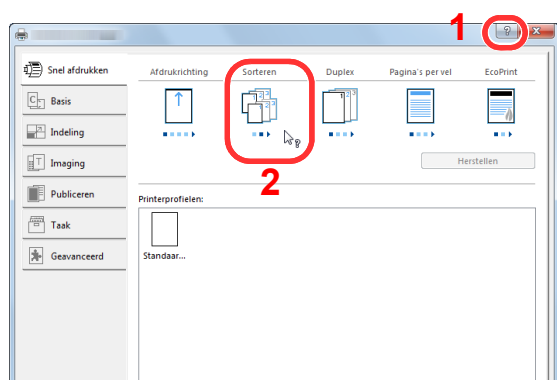 1
?
x
Snel afdrukken
Basis
Indeling
Imaging
Publiceren
Taak
Geavanceerd
Afdrukrichting Sorteren Duplex Pagina's per vel EcoPrint
2
Herstellen
Printerprofielen:
Standaar...